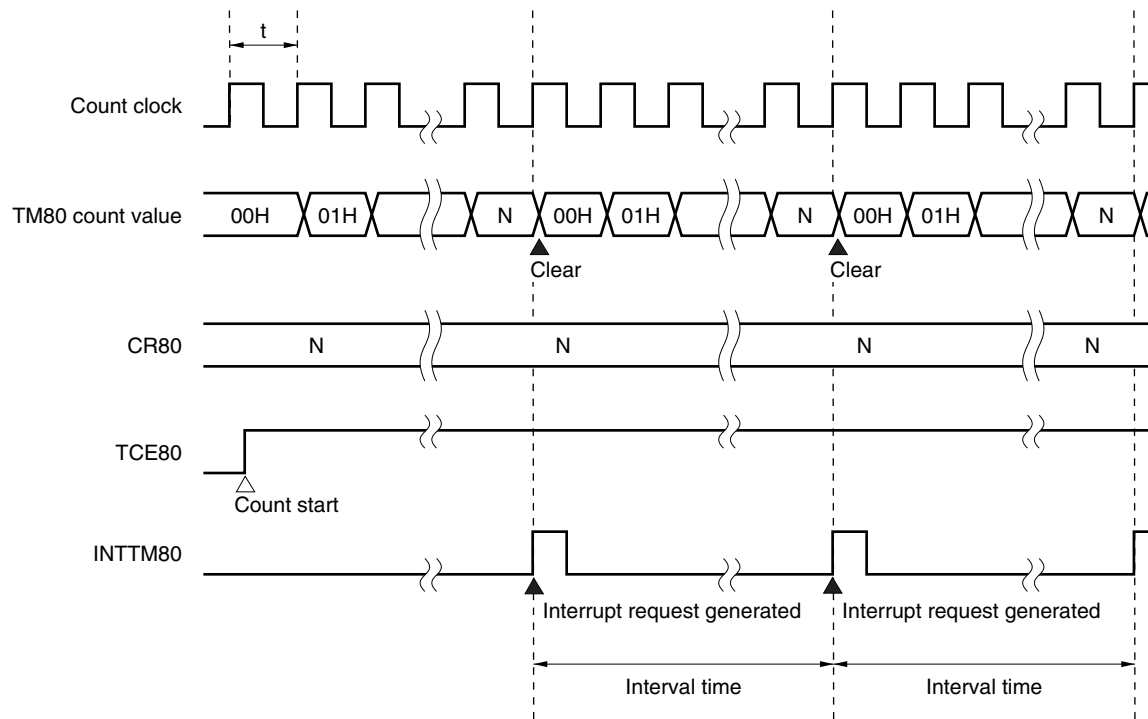 t
Count clock
TM80 count value 00H 01H N 00H 01H N 00H 01H N
Clear Clear
CR80 N N N N
TCE80
Count start
INTTM80
Interrupt request generated Interrupt request generated
Interval time Interval time